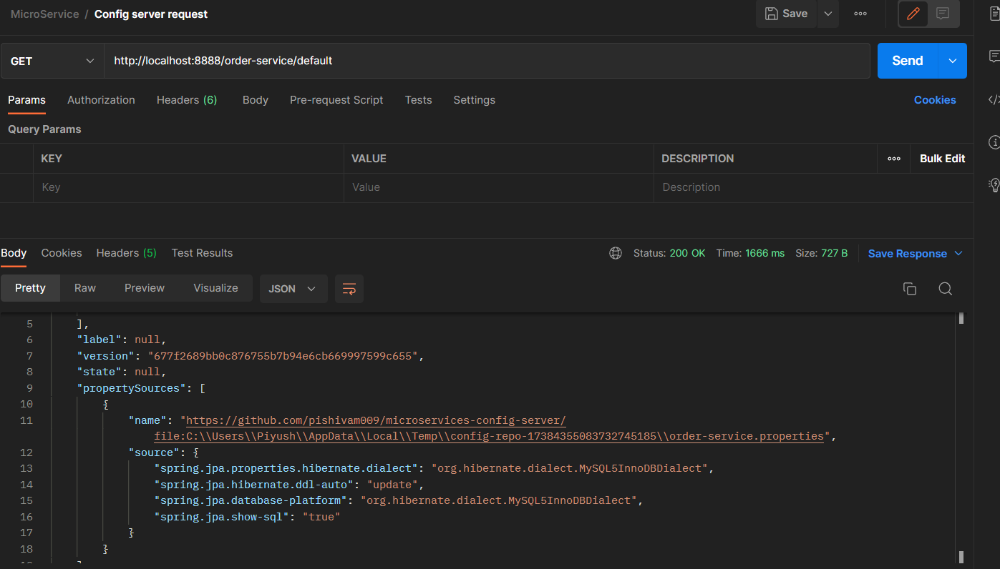 MicroService / Config server request
Save
GET
http://localhost:8888/order-service/default
Send
Params Authorization Headers (6) Body Pre-request Script Tests Settings
Cookies
Query Params
KEY VALUE DESCRIPTION Bulk Edit
Key Value Description
Body Cookies Headers (5) Test Results
Status: 200 OK Time: 1666 ms Size: 727 B Save Response
Pretty Raw Preview Visualize JSON
5 ],
6 "label": null,
7 "version": "677f2689bb0c876755b7b94e6cb669997599c655",
8 "state": null,
9 "propertySources": [
10 {
11 "name": "https://github.com/pishivam009/microservices-config-server/
file:C:\\Users\\Piyush\\AppData\\Local\\Temp\\config-repo-17384355083732745185\\order-service.properties",
12 "source": {
13 "spring.jpa.properties.hibernate.dialect": "org.hibernate.dialect.MySQL5InnoDBDialect",
14 "spring.jpa.hibernate.ddl-auto": "update",
15 "spring.jpa.database-platform": "org.hibernate.dialect.MySQL5InnoDBDialect",
16 "spring.jpa.show-sql": "true"
17 }
18 }